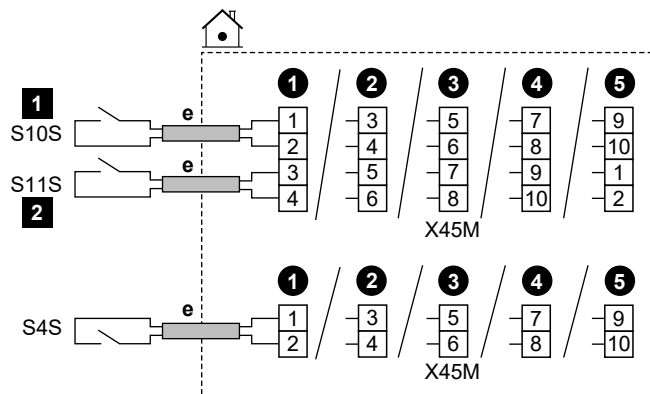 1 2 3 4 5
1 e 1 3 5 7 9
S10S 2 4 6 8 10
e
S11S 3 5 7 9 1
2 4 6 8 10 2
X45M
1 2 3 4 5
e
S4S 1 3 5 7 9
2 4 6 8 10
X45M